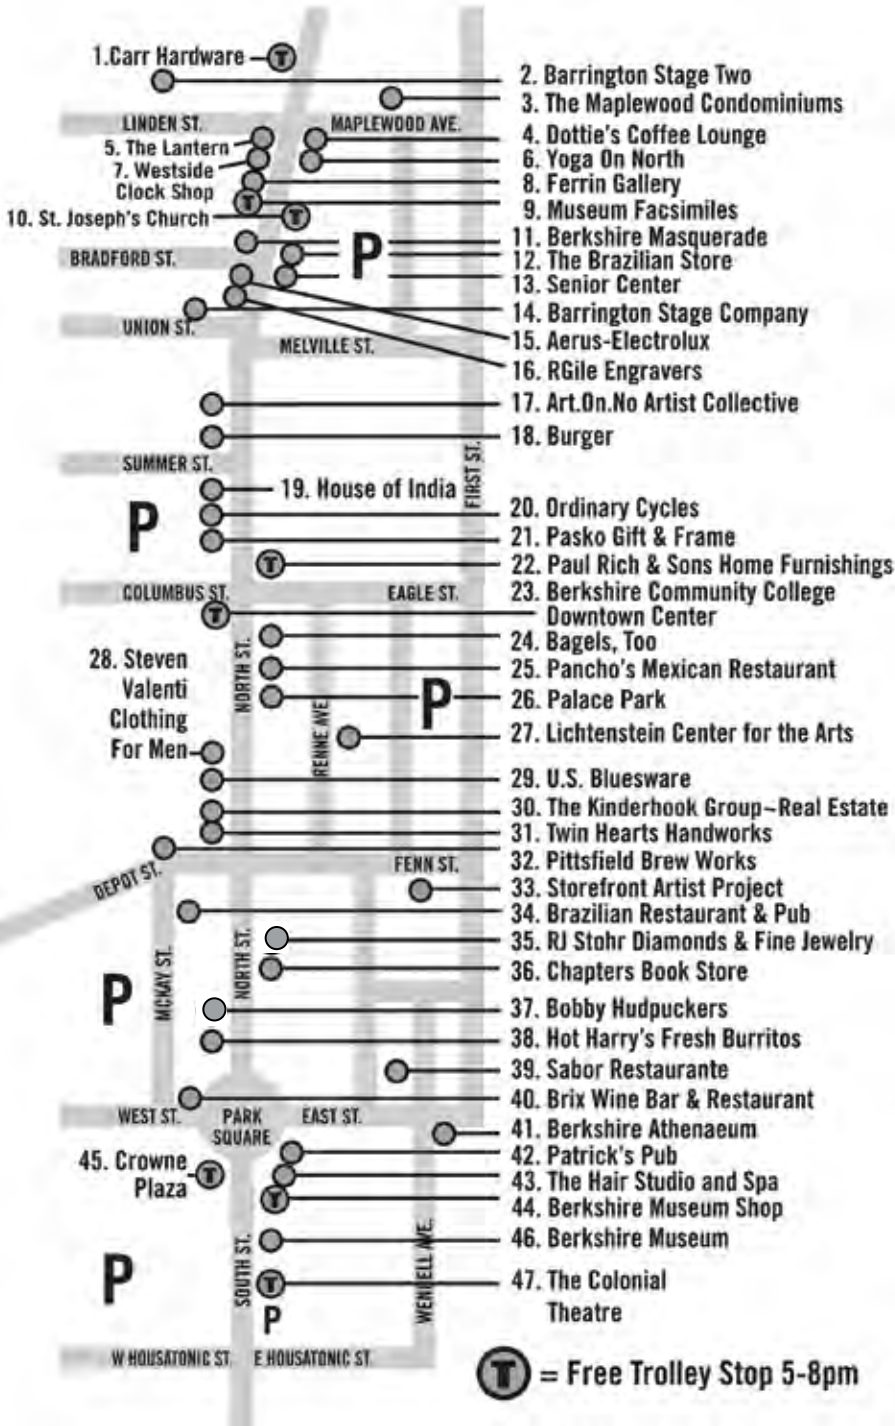 1.Carr Hardware
T
2. Barrington Stage Two
3. The Maplewood Condominiums
LINDEN ST.
MAPLEWOOD AVE.
4. Dottie's Coffee Lounge
5. The Lantern
6. Yoga On North
7. Westside
Clock Shop
8. Ferrin Gallery
T
9. Museum Facsimiles
10. St. Joseph's Church
T
11. Berkshire Masquerade
P
BRADFORD ST.
12. The Brazilian Store
13. Senior Center
14. Barrington Stage Company
UNION ST.
15. Aerus-Electrolux
MELVILLE ST.
16. RGile Engravers
17. Art.On.No Artist Collective
18. Burger
SUMMER ST.
FIRST ST.
19. House of India
P
20. Ordinary Cycles
21. Pasko Gift & Frame
T
22. Paul Rich & Sons Home Furnishings
COLUMBUS ST.
EAGLE ST.
23. Berkshire Community College
Downtown Center
T
24. Bagels, Too
28. Steven
Valenti
Clothing
For Men
NORTH ST.
25. Pancho's Mexican Restaurant
P
26. Palace Park
RENNE AVE.
27. Lichtenstein Center for the Arts
29. U.S. Bluesware
30. The Kinderhook Group~Real Estate
31. Twin Hearts Handworks
32. Pittsfield Brew Works
DEPOT ST.
FENN ST.
33. Storefront Artist Project
34. Brazilian Restaurant & Pub
MCKAY ST.
NORTH ST.
35. RJ Stohr Diamonds & Fine Jewelry
36. Chapters Book Store
P
37. Bobby Hudpuckers
38. Hot Harry's Fresh Burritos
39. Sabor Restaurante
40. Brix Wine Bar & Restaurant
WEST ST.
PARK
SQUARE
EAST ST.
41. Berkshire Athenaeum
42. Patrick's Pub
45. Crowne
Plaza
T
43. The Hair Studio and Spa
T
44. Berkshire Museum Shop
46. Berkshire Museum
P
SOUTH ST.
WENDELL AVE.
T
47. The Colonial
Theatre
P
W HOUSATONIC ST.
E HOUSATONIC ST.
T = Free Trolley Stop 5-8pm